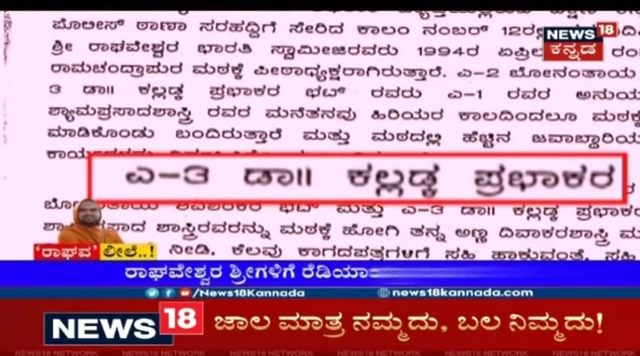 ಪೊಲೀಸ್ ಠಾಣಾ ಸರಹದ್ದಿಗೆ ಸೇರಿದ ಕಾಲಂ ನಂಬರ್
NEWS 18
ಕನ್ನಡ
ಶ್ರೀ ರಾಘವೇಶ್ವರ ಭಾರತಿ ಸ್ವಾಮೀಜಿರವರು 1994ರ ಏಪ್ರಿಲ
ರಾಮಚಂದ್ರಾಪುರ ಮಠಕ್ಕೆ ಪೀಠಾಧ್ಯಕ್ಷರಾಗಿರುತ್ತಾರೆ. ಎ-2 ಬೋನಂತಾಯ
3 ಡಾ|| ಕಲ್ಲಡ್ಕ ಪ್ರಭಾಕರ ಭಟ್ ರವರು ಎ-1 ರವರ ಅನುಯ
ಶ್ಯಾಮಪ್ರಸಾದಶಾಸ್ತ್ರಿ ರವರ ಮನೆತನವು ಹಿರಿಯರ ಕಾಲದಿಂದಲೂ ಮಠಕ್ಕ
ಮಾಡಿಕೊಂಡು ಬಂದಿರುತ್ತಾರೆ ಮತ್ತು ಮಠದಲ್ಲಿ ಹೆಚ್ಚಿನ ಜವಾಬ್ದಾರಿಯ
ಎ-3 ಡಾ|| ಕಲ್ಲಡ್ಕ ಪ್ರಭಾಕರ
ಭಟ್ ಮತ್ತು ಎ-3 ಡಾ|| ಕಲ್ಲಡ್ಕ ಪ್ರಭಾಕರ
ಶಾಸ್ತ್ರಿರವರನ್ನು ಮಠಕ್ಕೆ ಹೋಗಿ ತನ್ನ ಅಣ್ಣ ದಿವಾಕರಶಾಸ್ತ್ರಿ ಮ
ನೀಡಿ, ಕೆಲವು ಕಾಗದಪತ್ರಗಳಿಗೆ ಸಹಿ ಹಾಕುವಂತೆ, ಸಹಿ
‘ರಾಘವ’ ಲೀಲೆ..!
ರಾಘವೇಶ್ವರ ಶ್ರೀಗಳಿಗೆ ರೆಡಿಯಾ
/News18Kannada news18kannada.com
NEWS 18 ಜಾಲ ಮಾತ್ರ ನಮ್ಮದು, ಬಲ ನಿಮ್ಮದು!